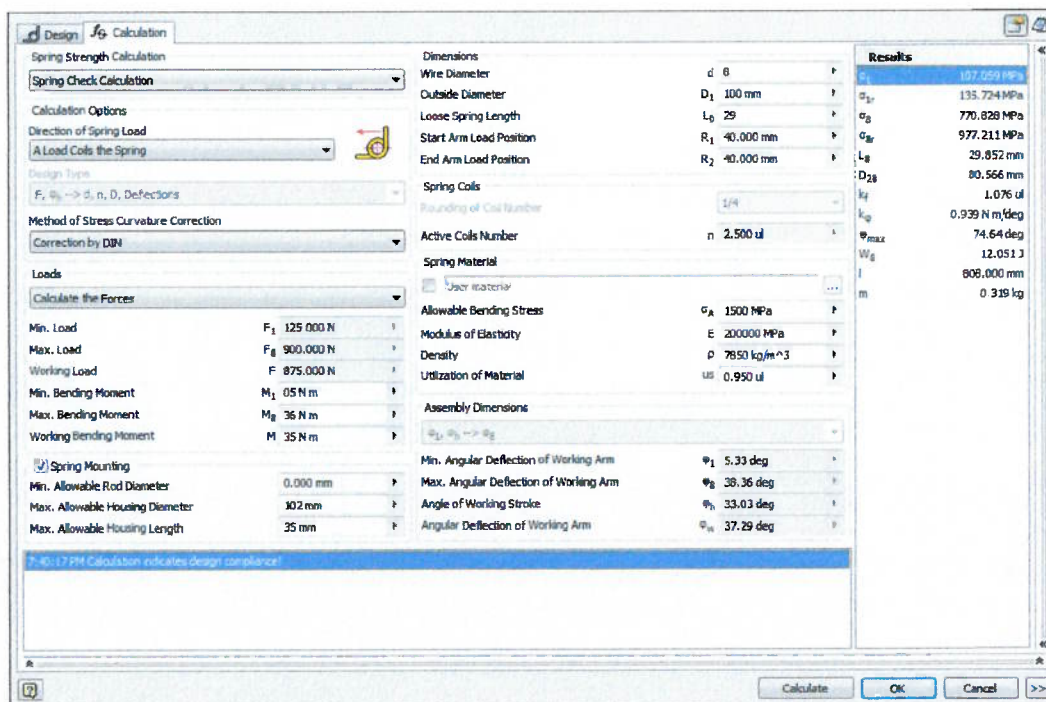 Design
fG Calculation
Spring Strength Calculation
Spring Check Calculation
Calculation Options
Direction of Spring Load
A Load Coils the Spring
Design Type
F, φh --> d, n, D, Defections
Method of Stress Curvature Correction
Correction by DIN
Loads
Calculate the Forces
Min. Load F1 125.000 N
Max. Load F8 900.000 N
Working Load F 875.000 N
Min. Bending Moment M1 05 N m
Max. Bending Moment M8 36 N m
Working Bending Moment M 35 N m
Spring Mounting
Min. Allowable Rod Diameter 0.000 mm
Max. Allowable Housing Diameter 102 mm
Max. Allowable Housing Length 35 mm
Dimensions
Wire Diameter d 8
Outside Diameter D1 100 mm
Loose Spring Length L0 29
Start Arm Load Position R1 40.000 mm
End Arm Load Position R2 40.000 mm
Spring Coils
Rounding of Coil Number 1/4
Active Coils Number n 2.500 ul
Spring Material
User material
...
Allowable Bending Stress σA 1500 MPa
Modulus of Elasticity E 200000 MPa
Density ρ 7850 kg/m^3
Utilization of Material us 0.950 ul
Assembly Dimensions
φ1, φh --> φ8
Min. Angular Deflection of Working Arm φ1 5.33 deg
Max. Angular Deflection of Working Arm φ8 38.36 deg
Angle of Working Stroke φh 33.03 deg
Angular Deflection of Working Arm φw 37.29 deg
Results
σ1 107.059 MPa
σ1r 135.724 MPa
σ8 770.828 MPa
σ8r 977.211 MPa
L8 29.852 mm
D28 80.566 mm
kf 1.076 ul
kφ 0.939 N m/deg
φmax 74.64 deg
W8 12.051 J
l 808.000 mm
m 0.319 kg
7:40:17 PM Calculation indicates design compliance!
Calculate
OK
Cancel
>>